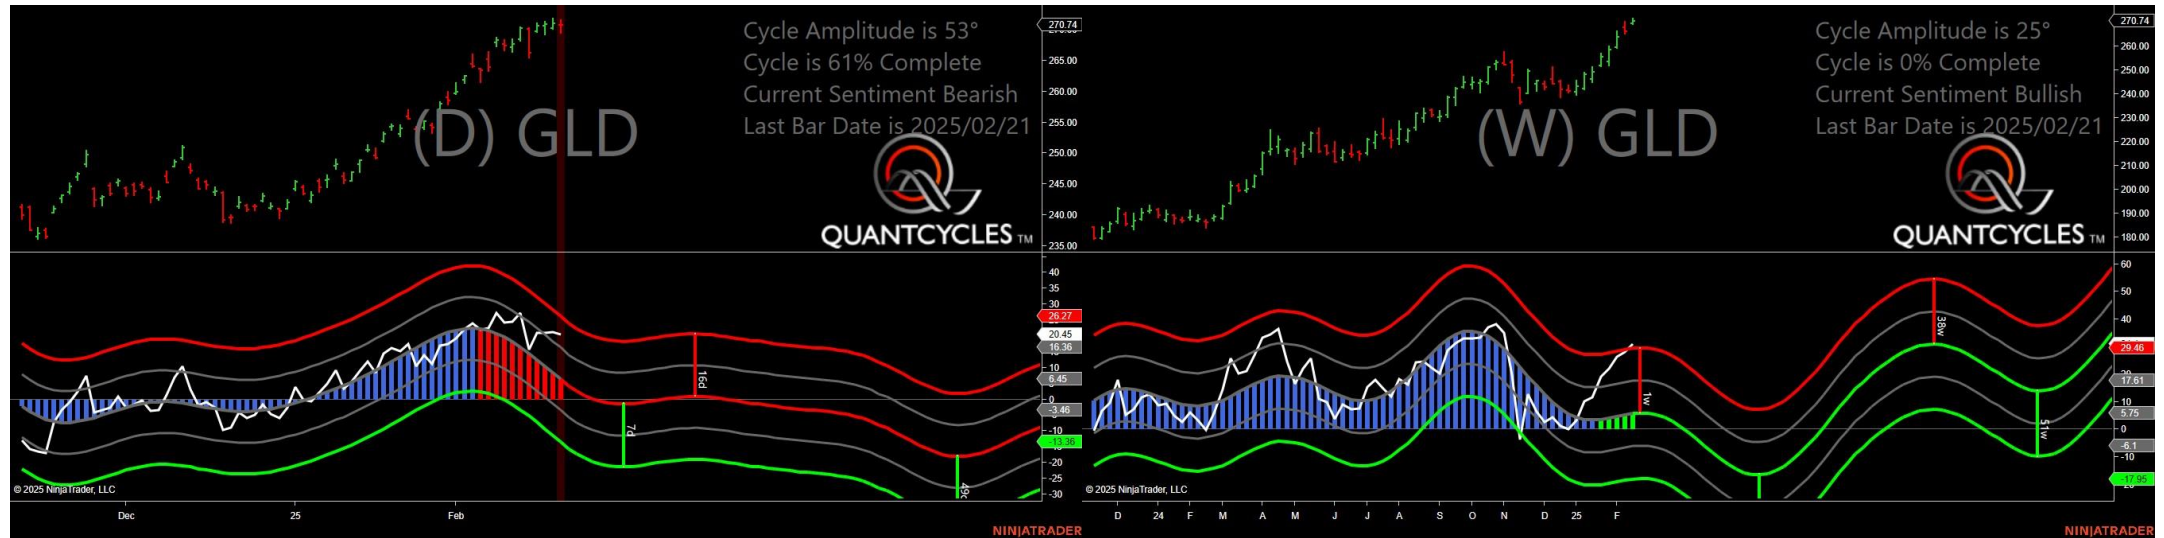 Cycle Amplitude is 53°
Cycle is 61% Complete
Current Sentiment Bearish
Last Bar Date is 2025/02/21
(D) GLD
QUANTCYCLES TM
270.74
265.00
260.00
255.00
250.00
245.00
240.00
235.00
40
35
30
26.27
20.45
16.36
10
6.45
0
-3.46
-10
-13.36
-20
-25
-30
16d
7d
© 2025 NinjaTrader, LLC
Dec
25
Feb
NINJATRADER
Cycle Amplitude is 25°
Cycle is 0% Complete
Current Sentiment Bullish
Last Bar Date is 2025/02/21
(W) GLD
QUANTCYCLES TM
270.74
260.00
250.00
240.00
230.00
220.00
210.00
200.00
190.00
180.00
60
50
40
29.46
17.61
10
5.75
0
-6.1
-10
-17.95
1w
38w
51w
© 2025 NinjaTrader, LLC
D 24 F M A M J J A S O N D 25 F
NINJATRADER